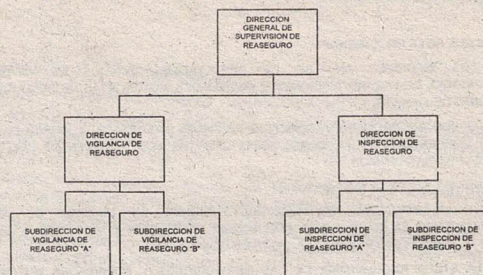 DIRECCION
GENERAL DE
SUPERVISION DE
REASEGURO
DIRECCION DE
VIGILANCIA DE
REASEGURO
DIRECCION DE
INSPECCION DE
REASEGURO
SUBDIRECCION DE
VIGILANCIA DE
REASEGURO "A"
SUBDIRECCION DE
VIGILANCIA DE
REASEGURO "B"
SUBDIRECCION DE
INSPECCION DE
REASEGURO "A"
SUBDIRECCION DE
INSPECCION DE
REASEGURO "B"